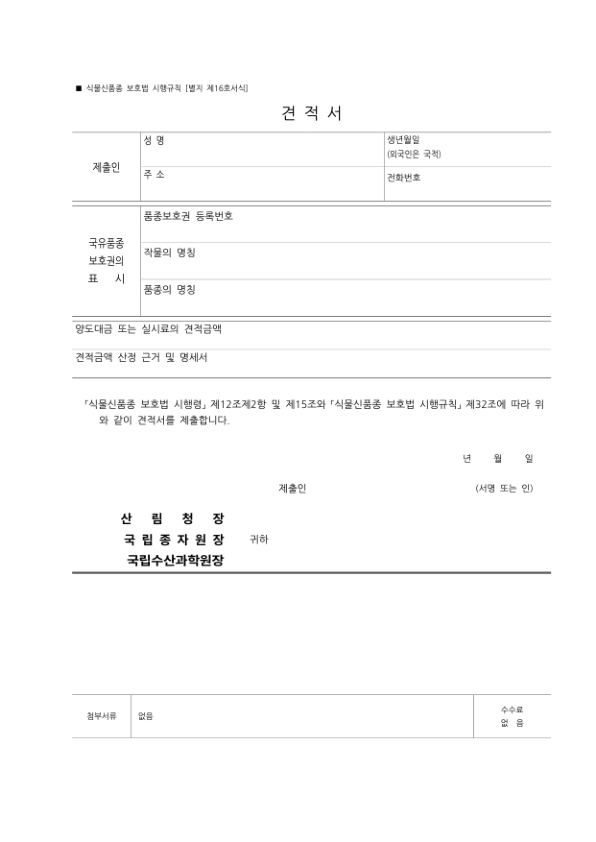 ■ 식물신품종 보호법 시행규칙 [별지 제16호서식]
견 적 서
제출인
성 명
생년월일
(외국인은 국적)
주 소
전화번호
국유품종
보호권의
표 시
품종보호권 등록번호
작물의 명칭
품종의 명칭
양도대금 또는 실시료의 견적금액
견적금액 산정 근거 및 명세서
「식물신품종 보호법 시행령」 제12조제2항 및 제15조와 「식물신품종 보호법 시행규칙」 제32조에 따라 위
와 같이 견적서를 제출합니다.
년 월 일
제출인 (서명 또는 인)
산 림 청 장
국 립 종 자 원 장 귀하
국립수산과학원장
첨부서류
없음
수수료
없 음